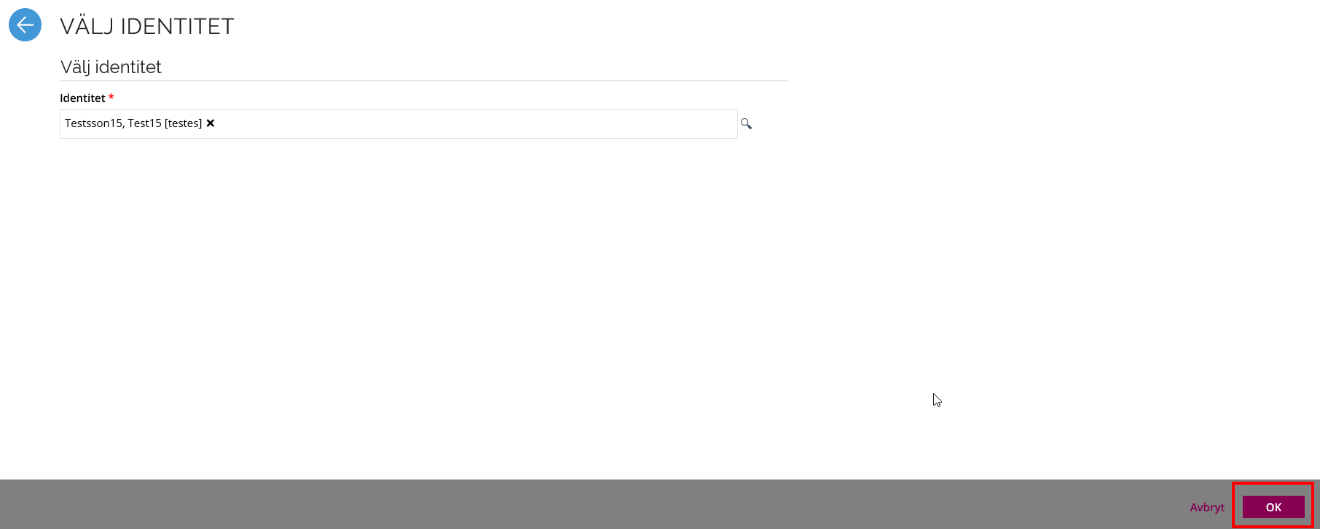 VÄLJ IDENTITET
Välj identitet
Identitet *
Testsson15, Test15 [testes] ✖
Avbryt OK